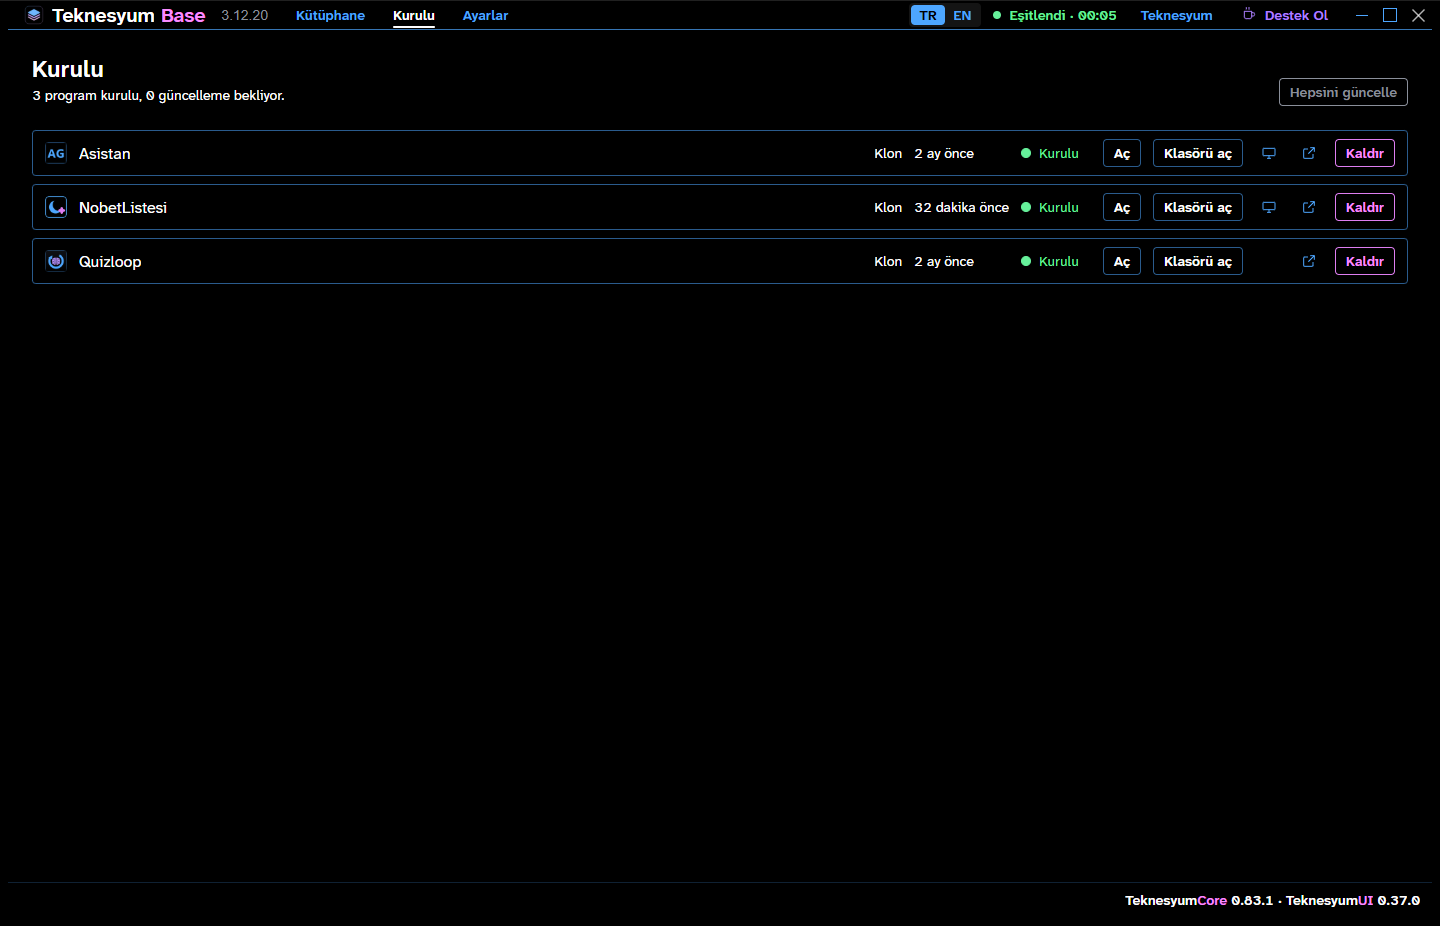 Teknesyum Base 3.12.20 Kütüphane Kurulu Ayarlar TR EN Eşitlendi · 00:05 Teknesyum Destek Ol
Kurulu
3 program kurulu, 0 güncelleme bekliyor.
Hepsini güncelle
AG Asistan Klon 2 ay önce Kurulu Aç Klasörü aç Kaldır
NobetListesi Klon 32 dakika önce Kurulu Aç Klasörü aç Kaldır
Quizloop Klon 2 ay önce Kurulu Aç Klasörü aç Kaldır
TeknesyumCore 0.83.1 · TeknesyumUI 0.37.0